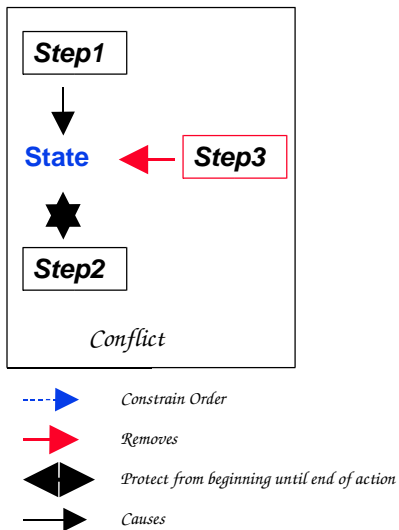 Step1
State
Step3
Step2
Conflict
Constrain Order
Removes
Protect from beginning until end of action
Causes